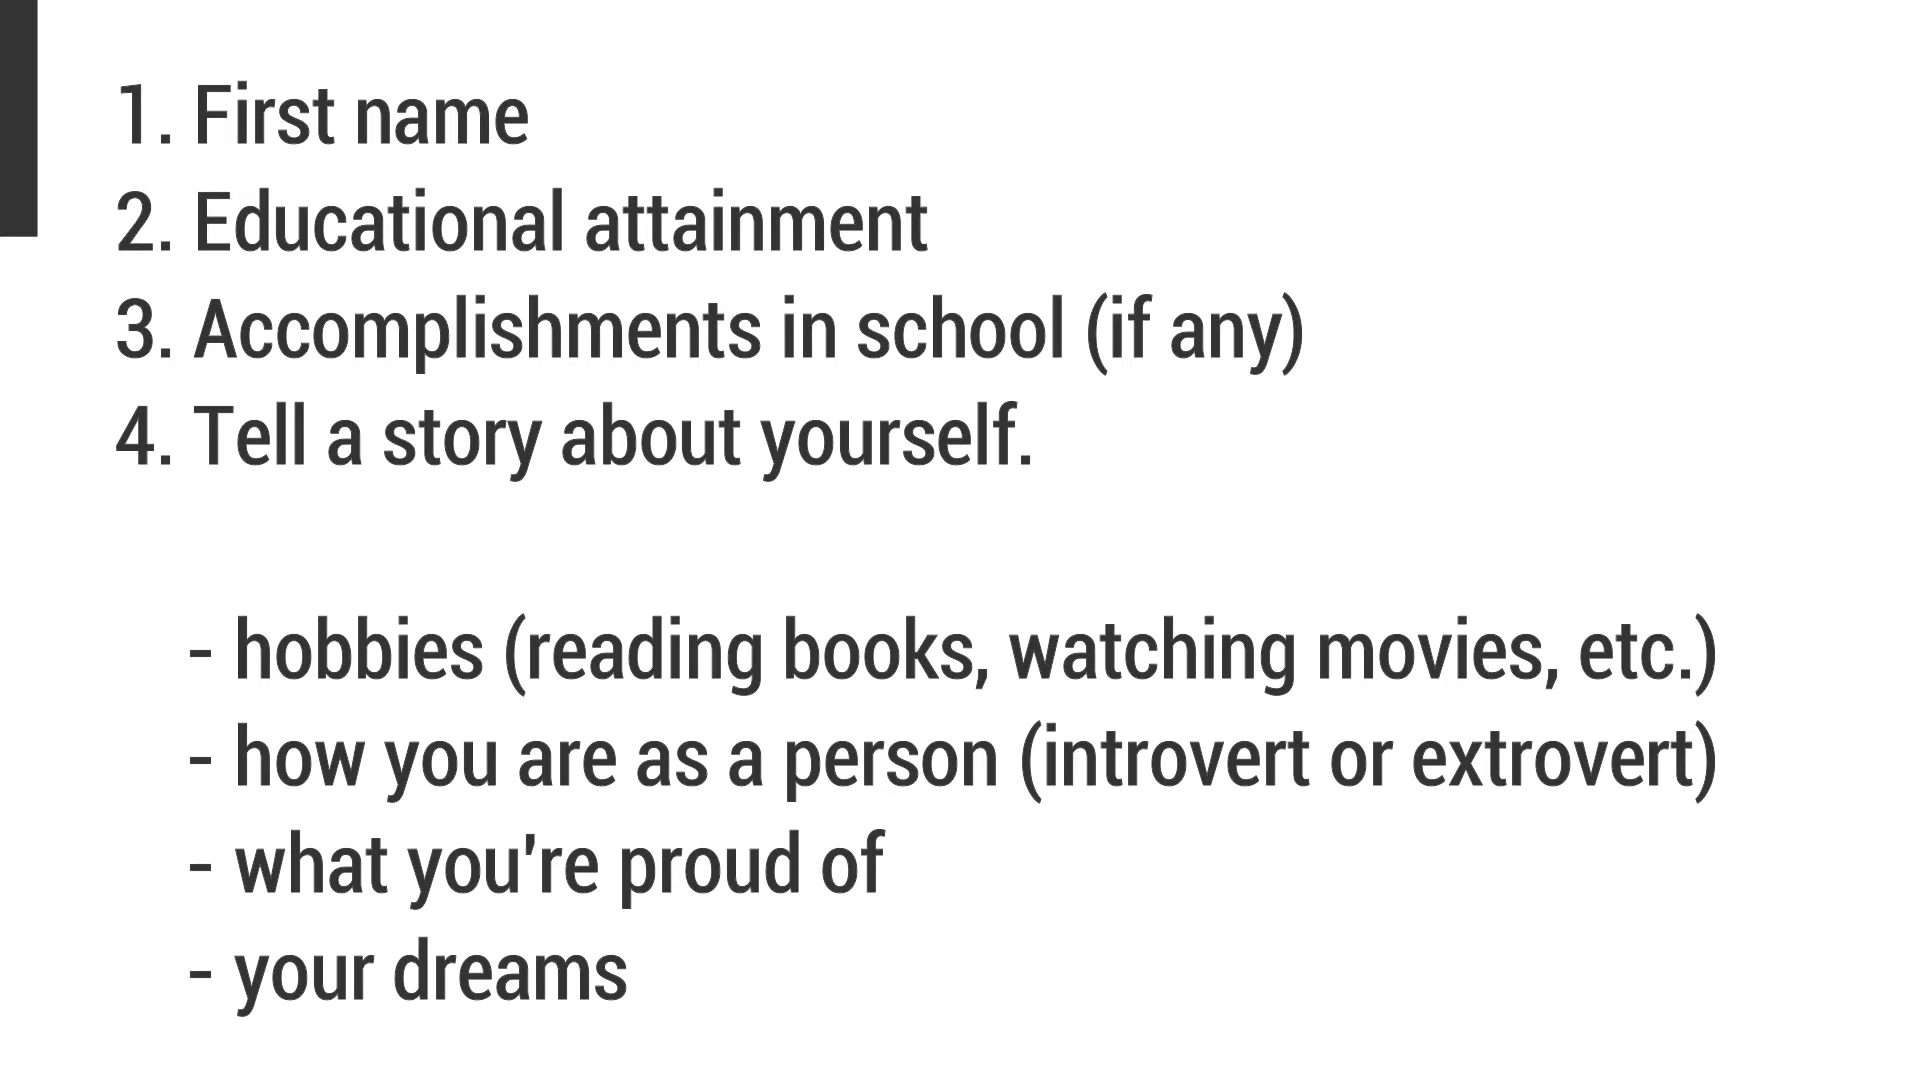 1. First name
2. Educational attainment
3. Accomplishments in school (if any)
4. Tell a story about yourself.
- hobbies (reading books, watching movies, etc.)
- how you are as a person (introvert or extrovert)
- what you're proud of
- your dreams